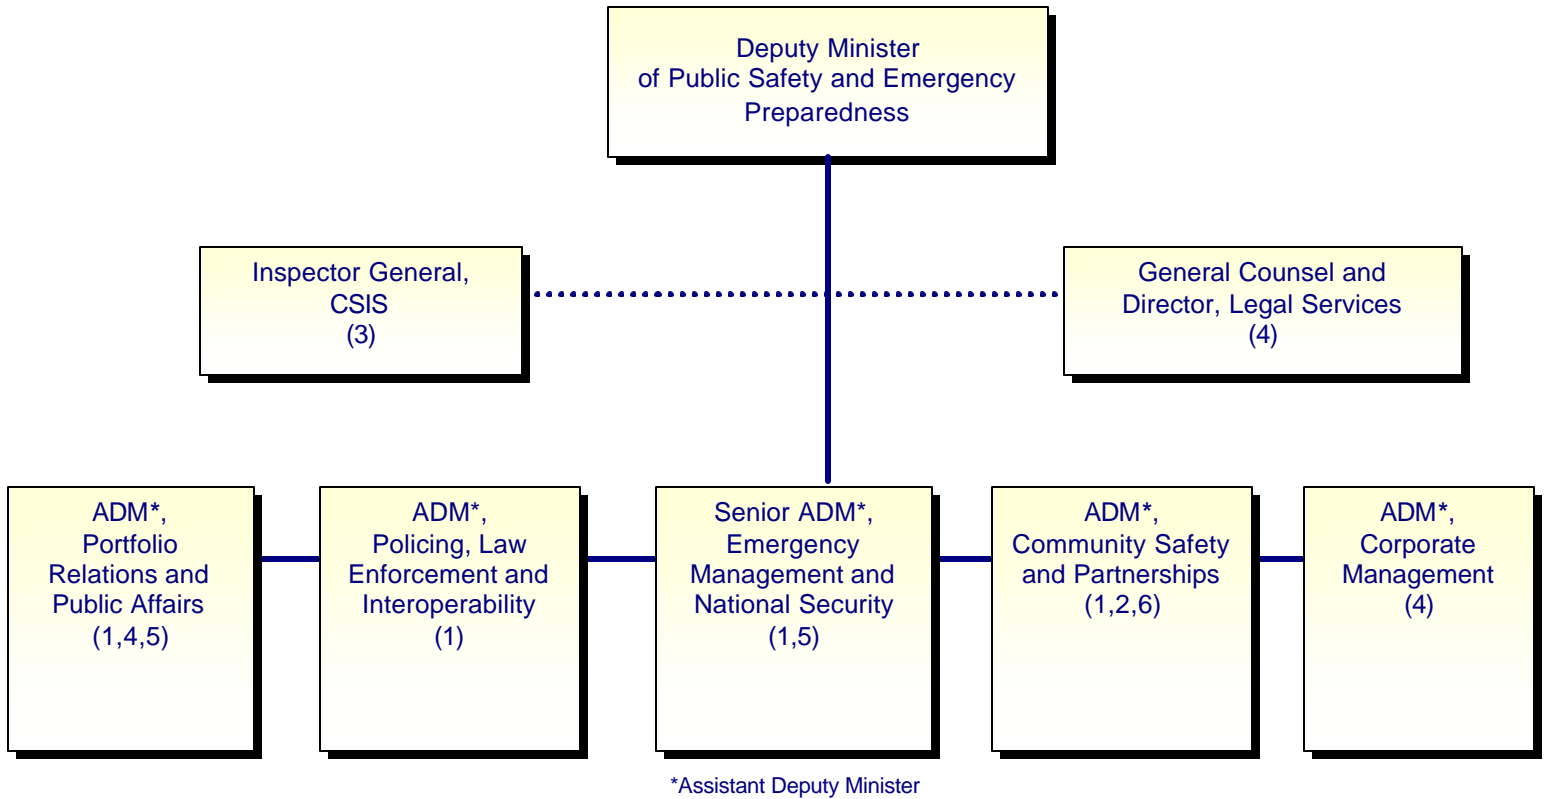 Deputy Minister
of Public Safety and Emergency
Preparedness
Inspector General,
CSIS
(3)
General Counsel and
Director, Legal Services
(4)
ADM*,
Portfolio
Relations and
Public Affairs
(1,4,5)
ADM*,
Policing, Law
Enforcement and
Interoperability
(1)
Senior ADM*,
Emergency
Management and
National Security
(1,5)
ADM*,
Community Safety
and Partnerships
(1,2,6)
ADM*,
Corporate
Management
(4)
*Assistant Deputy Minister